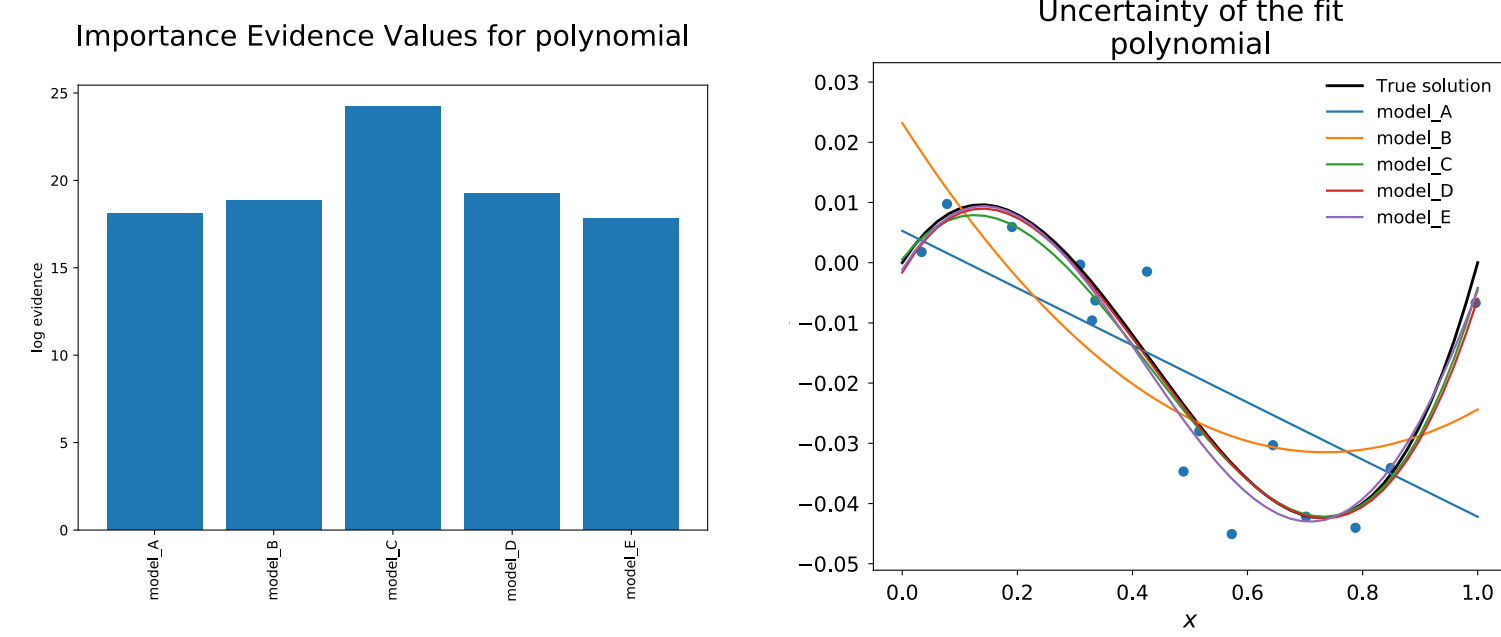 Importance Evidence Values for polynomial
log evidence
25
20
15
10
5
0
model_A
model_B
model_C
model_D
model_E
Uncertainty of the fit
polynomial
0.03
0.02
0.01
0.00
−0.01
−0.02
−0.03
−0.04
−0.05
True solution
model_A
model_B
model_C
model_D
model_E
0.0
0.2
0.4
0.6
0.8
1.0
x